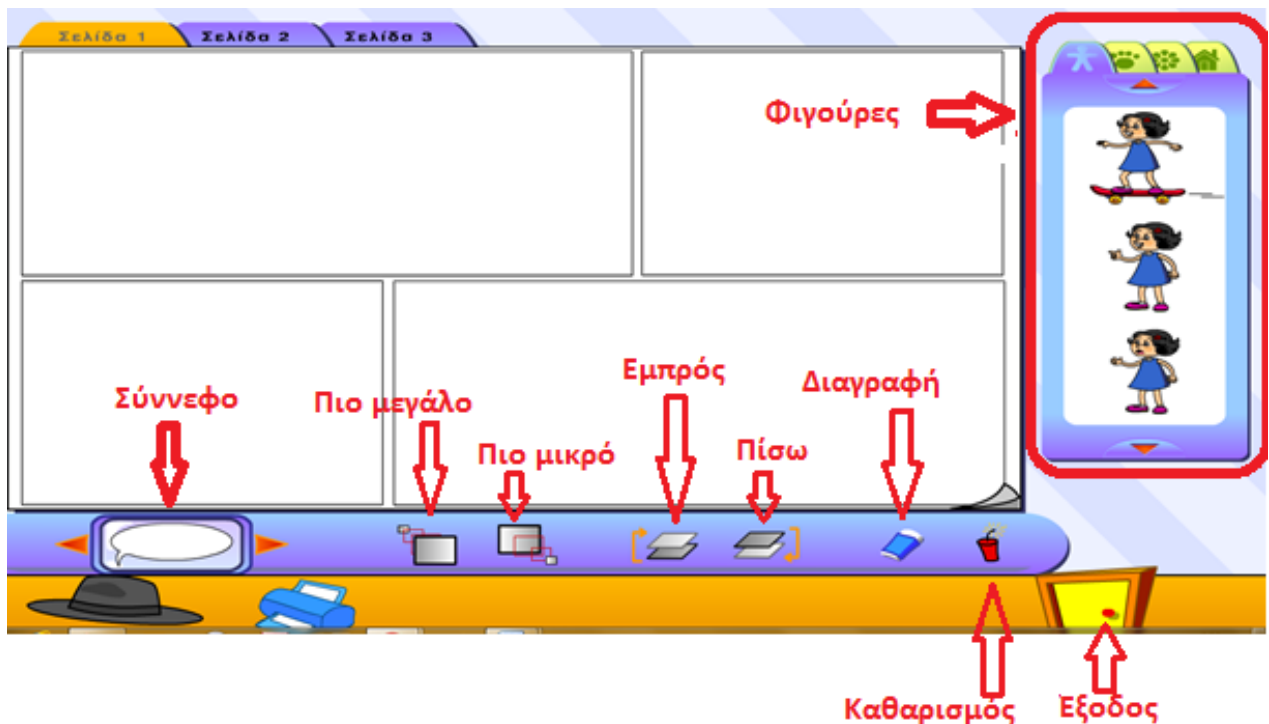 Σελίδα 1
Σελίδα 2
Σελίδα 3
Φιγούρες
Σύννεφο
Πιο μεγάλο
Πιο μικρό
Εμπρός
Πίσω
Διαγραφή
Καθαρισμός
Έξοδος